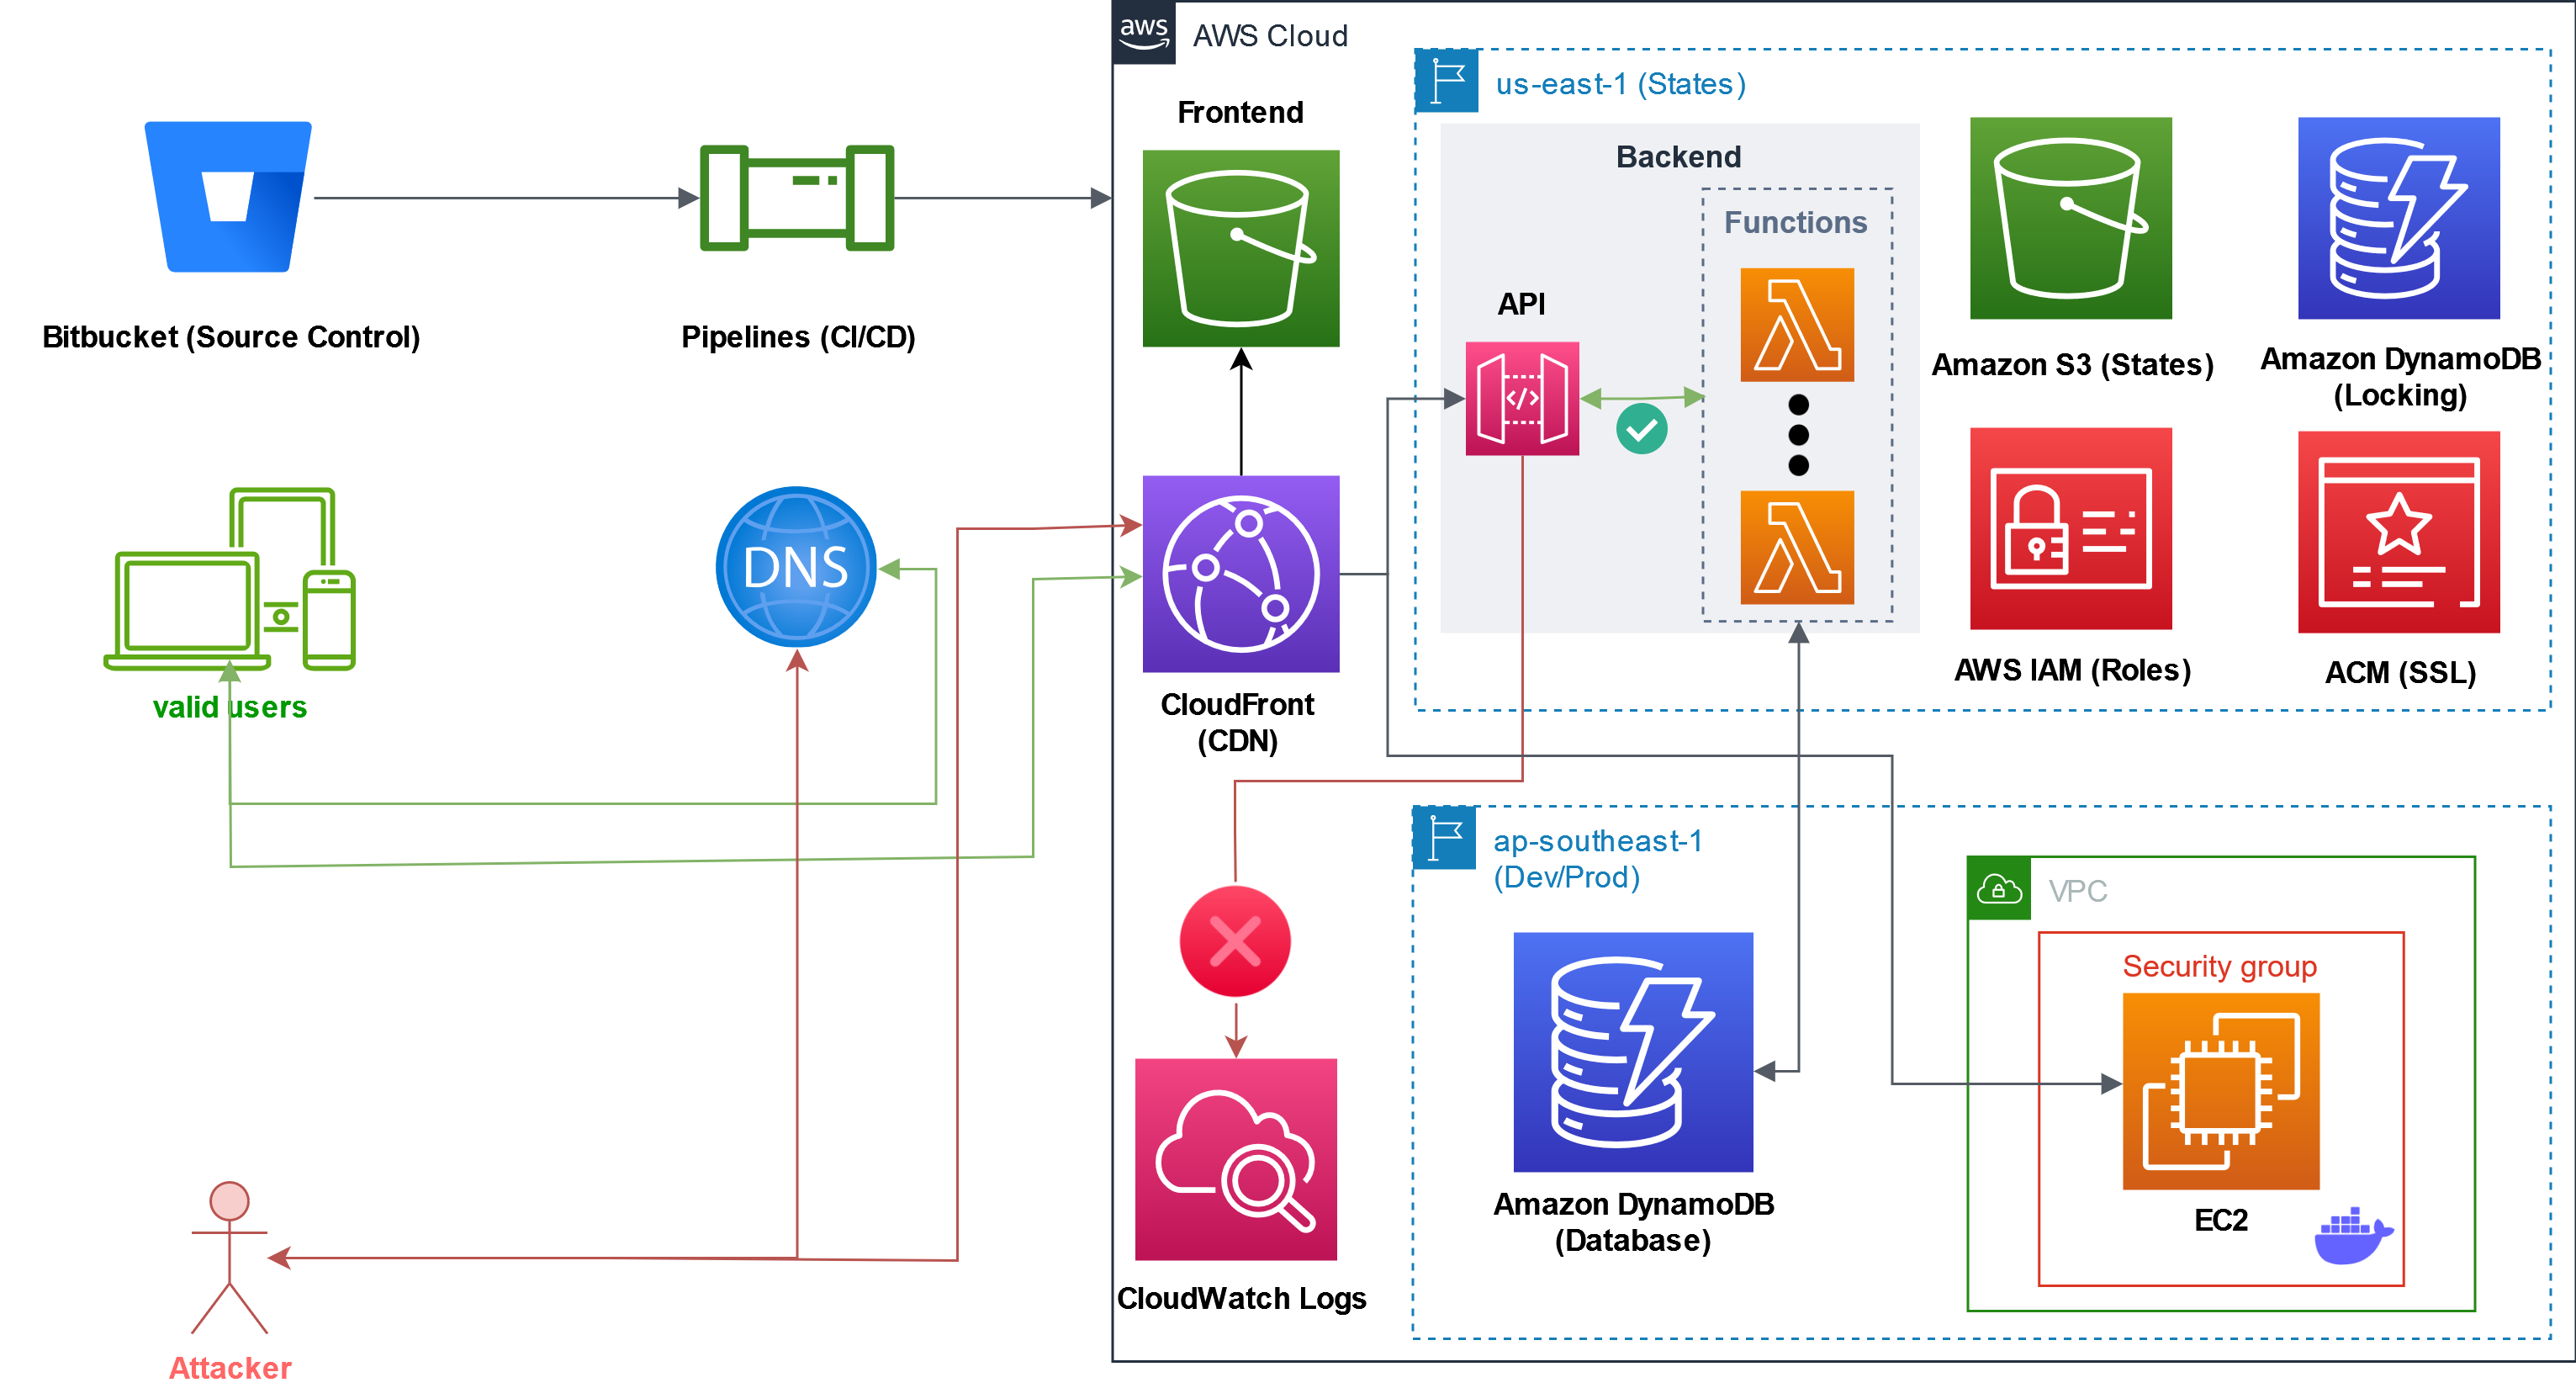 aws
AWS Cloud
us-east-1 (States)
Frontend
Backend
Functions
API
Bitbucket (Source Control)
Pipelines (CI/CD)
Amazon S3 (States)
Amazon DynamoDB
(Locking)
DNS
</>
valid users
CloudFront
(CDN)
AWS IAM (Roles)
ACM (SSL)
ap-southeast-1
(Dev/Prod)
VPC
Security group
Amazon DynamoDB
(Database)
EC2
CloudWatch Logs
Attacker